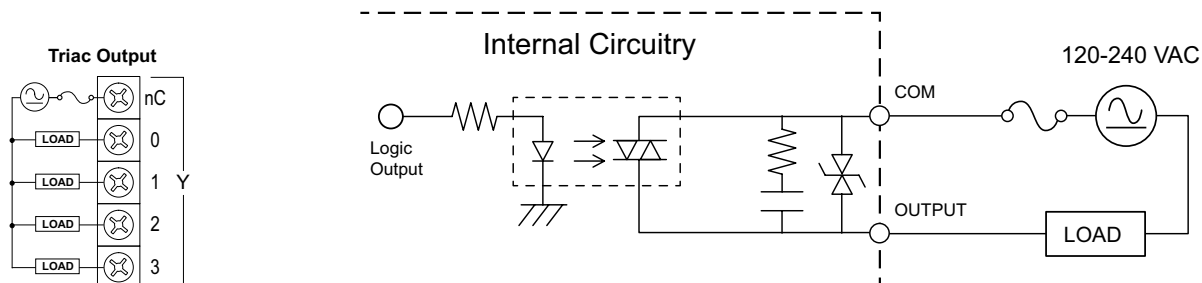 Triac Output
nC
LOAD 0
LOAD 1 Y
LOAD 2
LOAD 3
Internal Circuitry
120-240 VAC
COM
Logic
Output
OUTPUT
LOAD